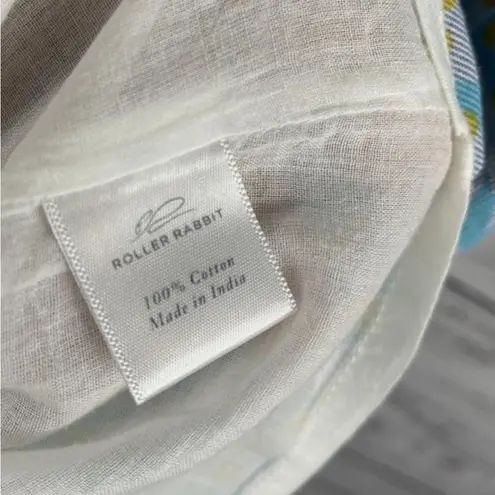 ROLLER RABBIT
100% Cotton
Made in India